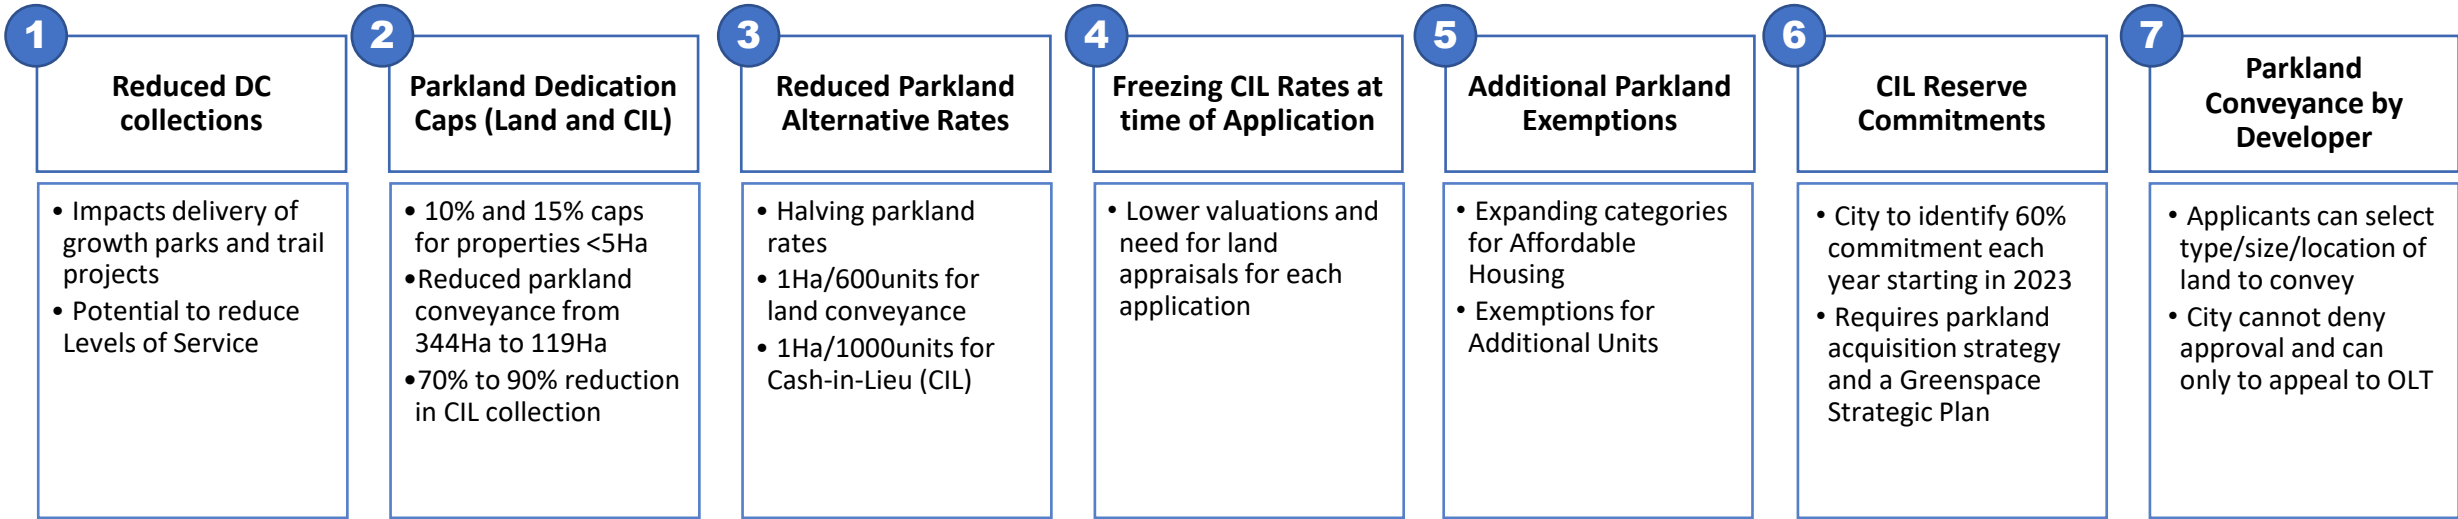 1
Reduced DC
collections
• Impacts delivery of
growth parks and trail
projects
• Potential to reduce
Levels of Service
2
Parkland Dedication
Caps (Land and CIL)
• 10% and 15% caps
for properties <5Ha
•Reduced parkland
conveyance from
344Ha to 119Ha
•70% to 90% reduction
in CIL collection
3
Reduced Parkland
Alternative Rates
• Halving parkland
rates
• 1Ha/600units for
land conveyance
• 1Ha/1000units for
Cash-in-Lieu (CIL)
4
Freezing CIL Rates at
time of Application
• Lower valuations and
need for land
appraisals for each
application
5
Additional Parkland
Exemptions
• Expanding categories
for Affordable
Housing
• Exemptions for
Additional Units
6
CIL Reserve
Commitments
• City to identify 60%
commitment each
year starting in 2023
• Requires parkland
acquisition strategy
and a Greenspace
Strategic Plan
7
Parkland
Conveyance by
Developer
• Applicants can select
type/size/location of
land to convey
• City cannot deny
approval and can
only to appeal to OLT